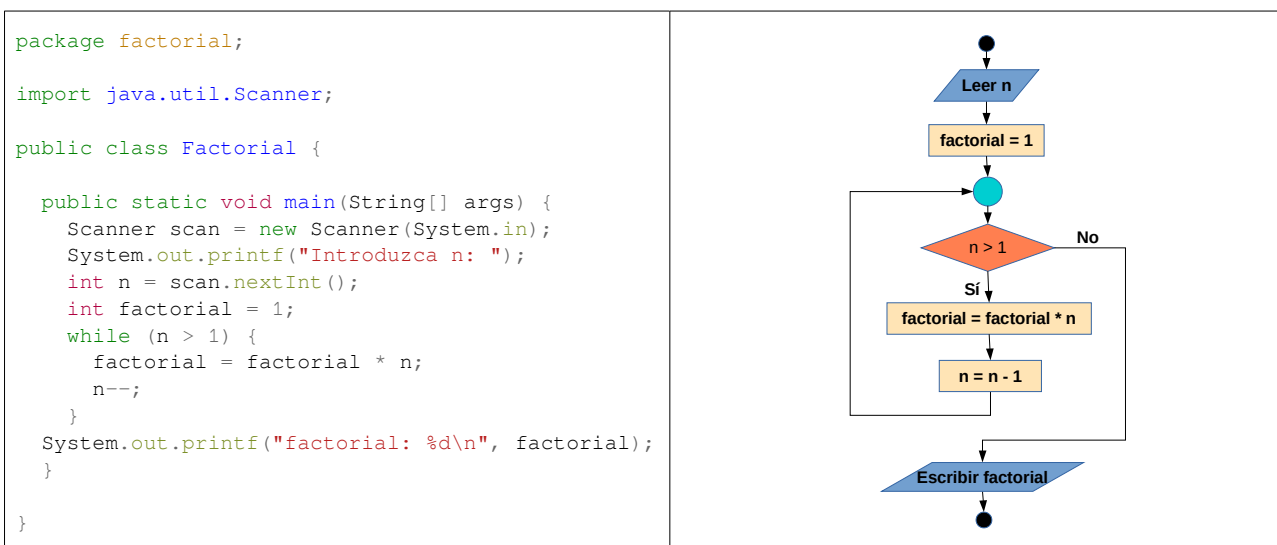 package factorial;
import java.util.Scanner;
public class Factorial {
public static void main(String[] args) {
Scanner scan = new Scanner(System.in);
System.out.printf("Introduzca n: ");
int n = scan.nextInt();
int factorial = 1;
while (n > 1) {
factorial = factorial * n;
n--;
}
System.out.printf("factorial: %d\n", factorial);
}
}
Leer n
factorial = 1
n > 1
No
Sí
factorial = factorial * n
n = n - 1
Escribir factorial